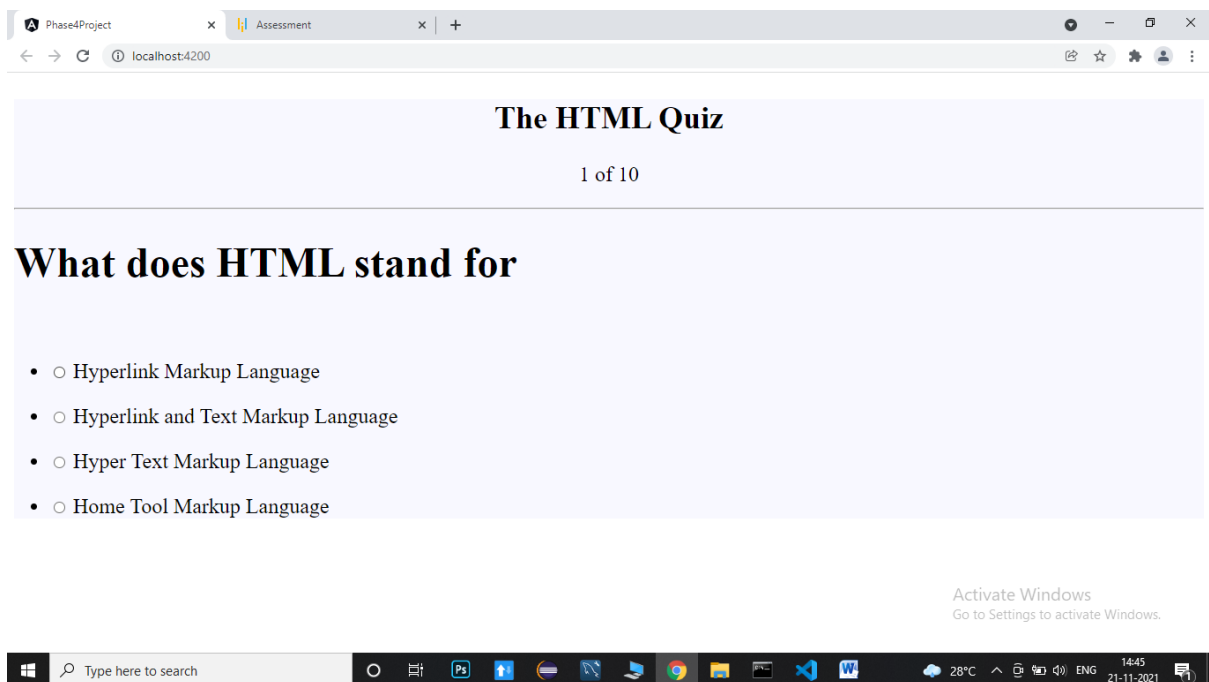 Phase4Project
Assessment
localhost:4200
The HTML Quiz
1 of 10
What does HTML stand for
Hyperlink Markup Language
Hyperlink and Text Markup Language
Hyper Text Markup Language
Home Tool Markup Language
Activate Windows
Go to Settings to activate Windows.
Type here to search
Ps
W
28°C
ENG
14:45
21-11-2021
1